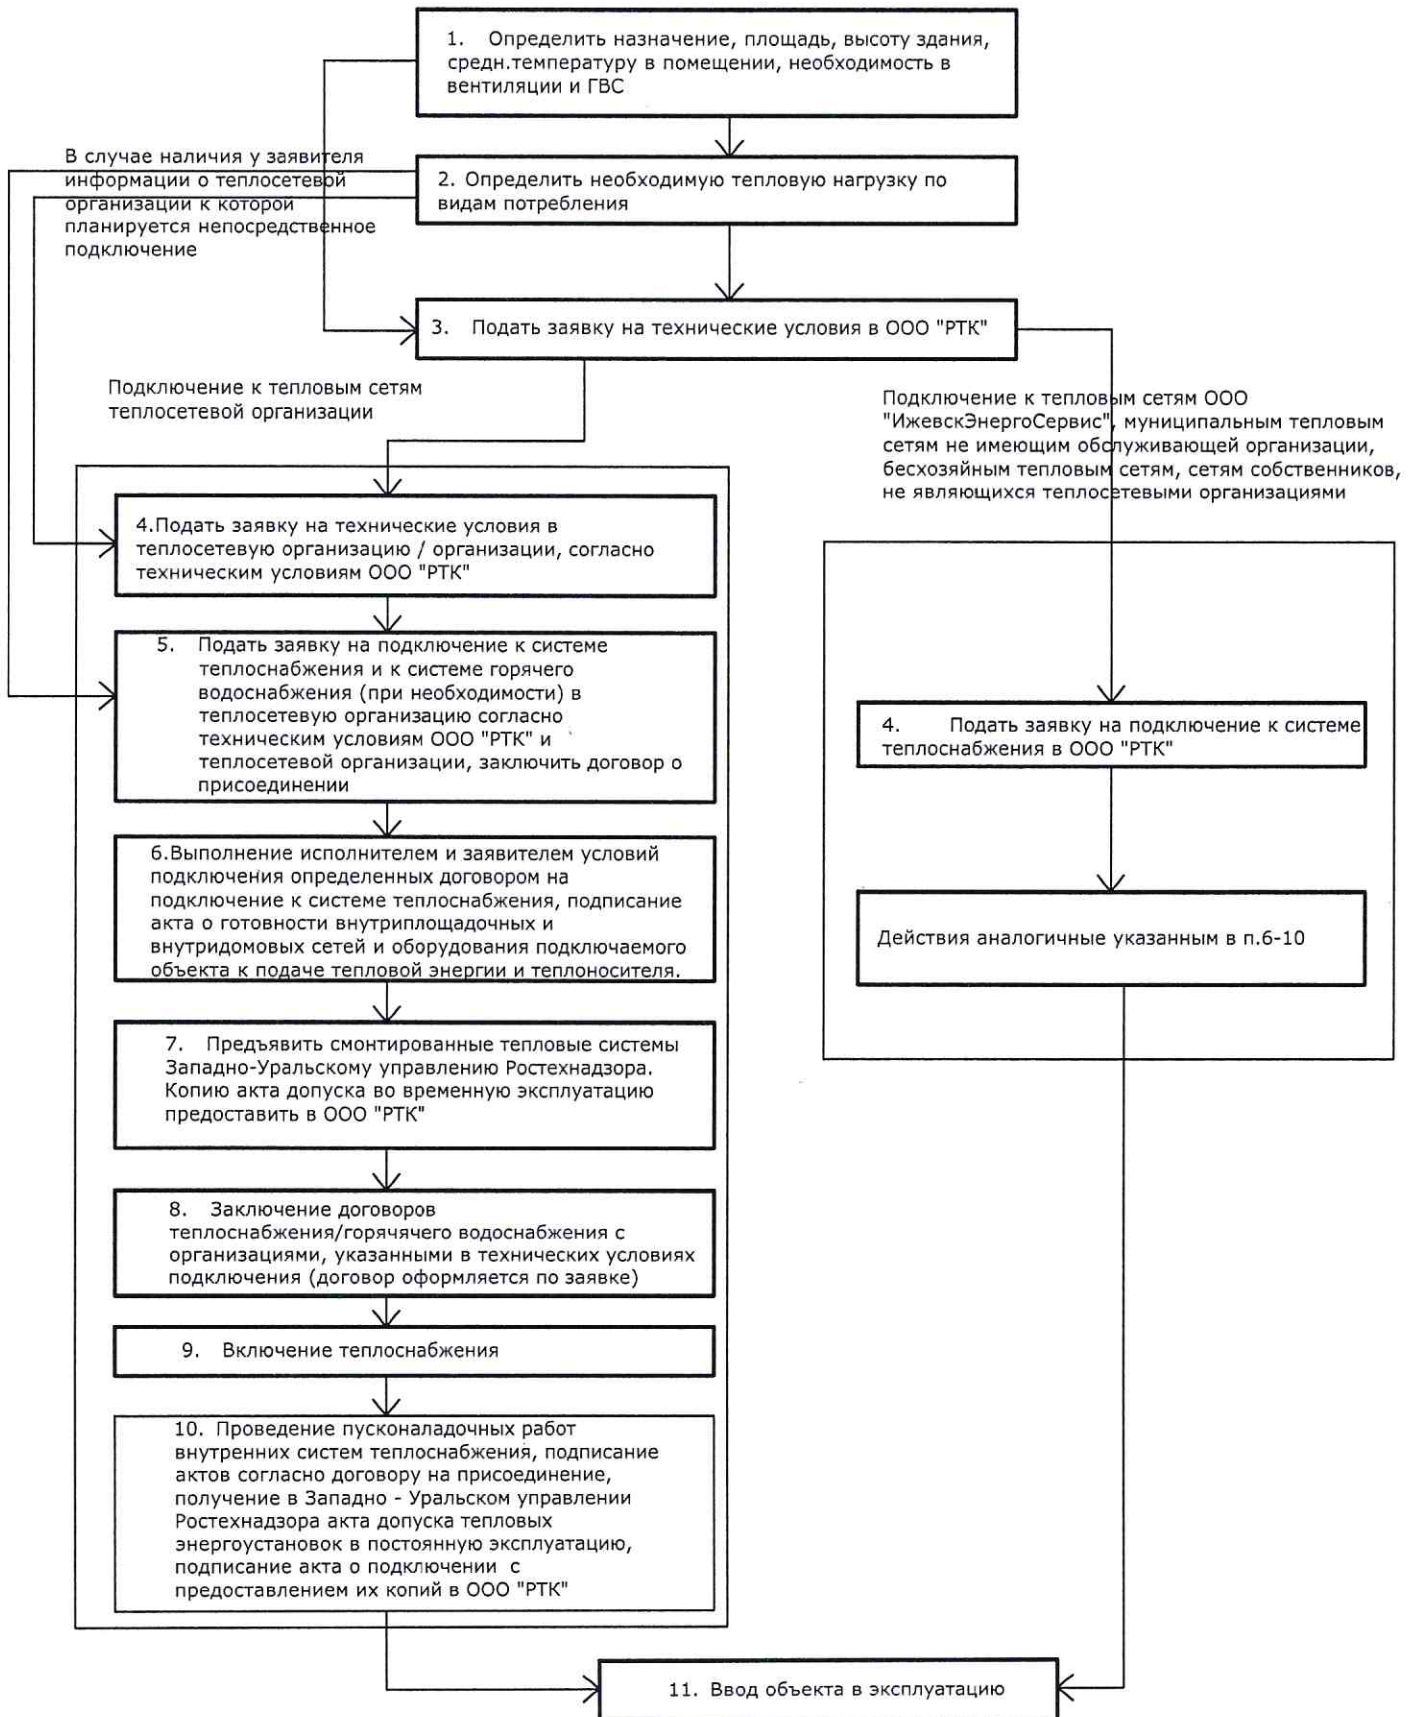 1. Определить назначение, площадь, высоту здания,
средн.температуру в помещении, необходимость в
вентиляции и ГВС
В случае наличия у заявителя
информации о теплосетевой
организации к которой
планируется непосредственное
подключение
2. Определить необходимую тепловую нагрузку по
видам потребления
3. Подать заявку на технические условия в ООО "РТК"
Подключение к тепловым сетям
теплосетевой организации
Подключение к тепловым сетям ООО
"ИжевскЭнергоСервис", муниципальным тепловым
сетям не имеющим обслуживающей организации,
бесхозяйным тепловым сетям, сетям собственников,
не являющихся теплосетевыми организациями
4.Подать заявку на технические условия в
теплосетевую организацию / организации, согласно
техническим условиям ООО "РТК"
5. Подать заявку на подключение к системе
теплоснабжения и к системе горячего
водоснабжения (при необходимости) в
теплосетевую организацию согласно
техническим условиям ООО "РТК" и
теплосетевой организации, заключить договор о
присоединении
6.Выполнение исполнителем и заявителем условий
подключения определенных договором на
подключение к системе теплоснабжения, подписание
акта о готовности внутриплощадочных и
внутридомовых сетей и оборудования подключаемого
объекта к подаче тепловой энергии и теплоносителя.
7. Предъявить смонтированные тепловые системы
Западно-Уральскому управлению Ростехнадзора.
Копию акта допуска во временную эксплуатацию
предоставить в ООО "РТК"
8. Заключение договоров
теплоснабжения/горячячего водоснабжения с
организациями, указанными в технических условиях
подключения (договор оформляется по заявке)
9. Включение теплоснабжения
10. Проведение пусконаладочных работ
внутренних систем теплоснабжения, подписание
актов согласно договору на присоединение,
получение в Западно - Уральском управлении
Ростехнадзора акта допуска тепловых
энергоустановок в постоянную эксплуатацию,
подписание акта о подключении с
предоставлением их копий в ООО "РТК"
4. Подать заявку на подключение к системе
теплоснабжения в ООО "РТК"
Действия аналогичные указанным в п.6-10
11. Ввод объекта в эксплуатацию